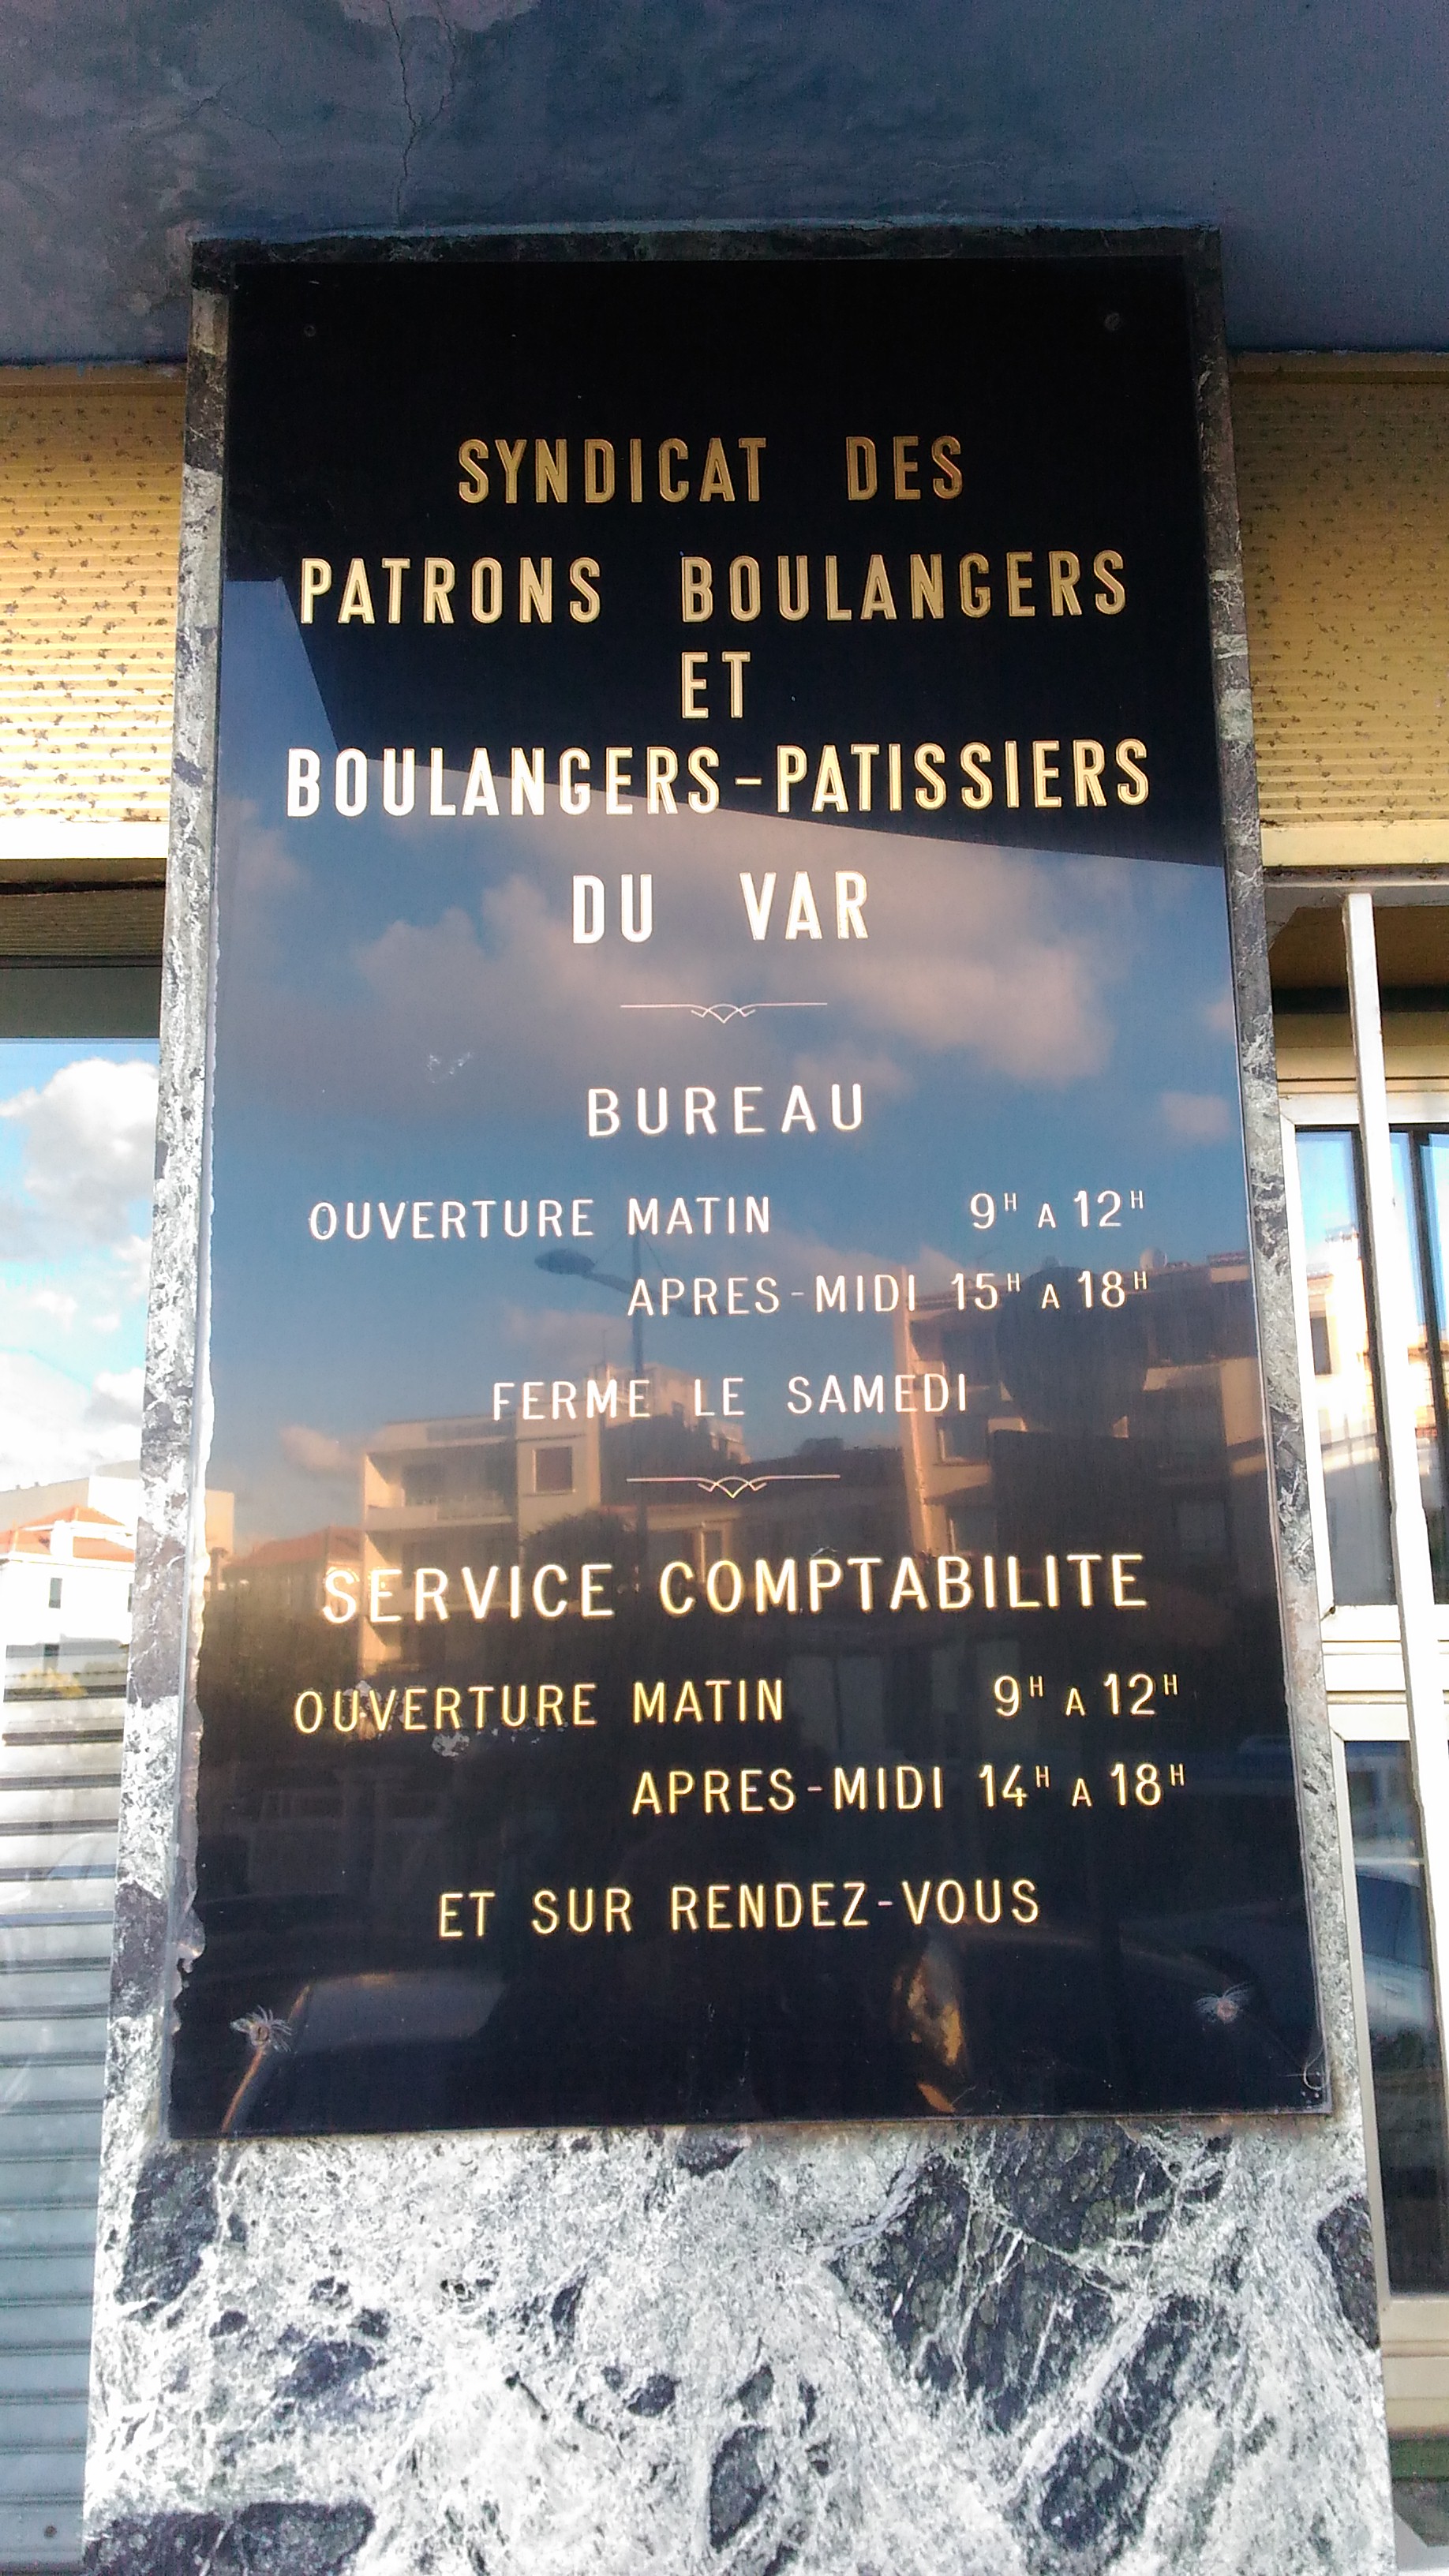 SYNDICAT DES
PATRONS BOULANGERS
ET
BOULANGERS-PATISSIERS
DU VAR
BUREAU
OUVERTURE MATIN 9H A 12H
APRES-MIDI 15H A 18H
FERME LE SAMEDI
SERVICE COMPTABILITE
OUVERTURE MATIN 9H A 12H
APRES-MIDI 14H A 18H
ET SUR RENDEZ-VOUS